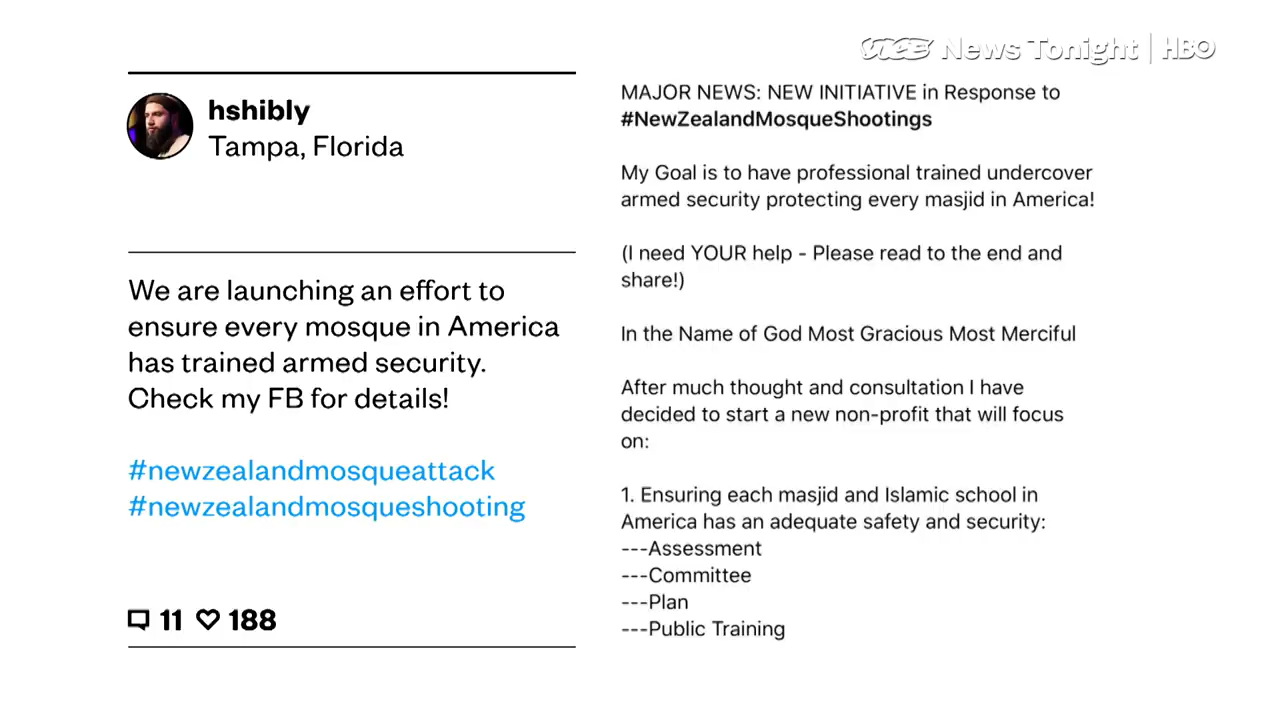 VICE News Tonight | HBO
hshibly
Tampa, Florida
We are launching an effort to
ensure every mosque in America
has trained armed security.
Check my FB for details!
#newzealandmosqueattack
#newzealandmosqueshooting
11 188
MAJOR NEWS: NEW INITIATIVE in Response to
#NewZealandMosqueShootings
My Goal is to have professional trained undercover
armed security protecting every masjid in America!
(I need YOUR help - Please read to the end and
share!)
In the Name of God Most Gracious Most Merciful
After much thought and consultation I have
decided to start a new non-profit that will focus
on:
1. Ensuring each masjid and Islamic school in
America has an adequate safety and security:
---Assessment
---Committee
---Plan
---Public Training